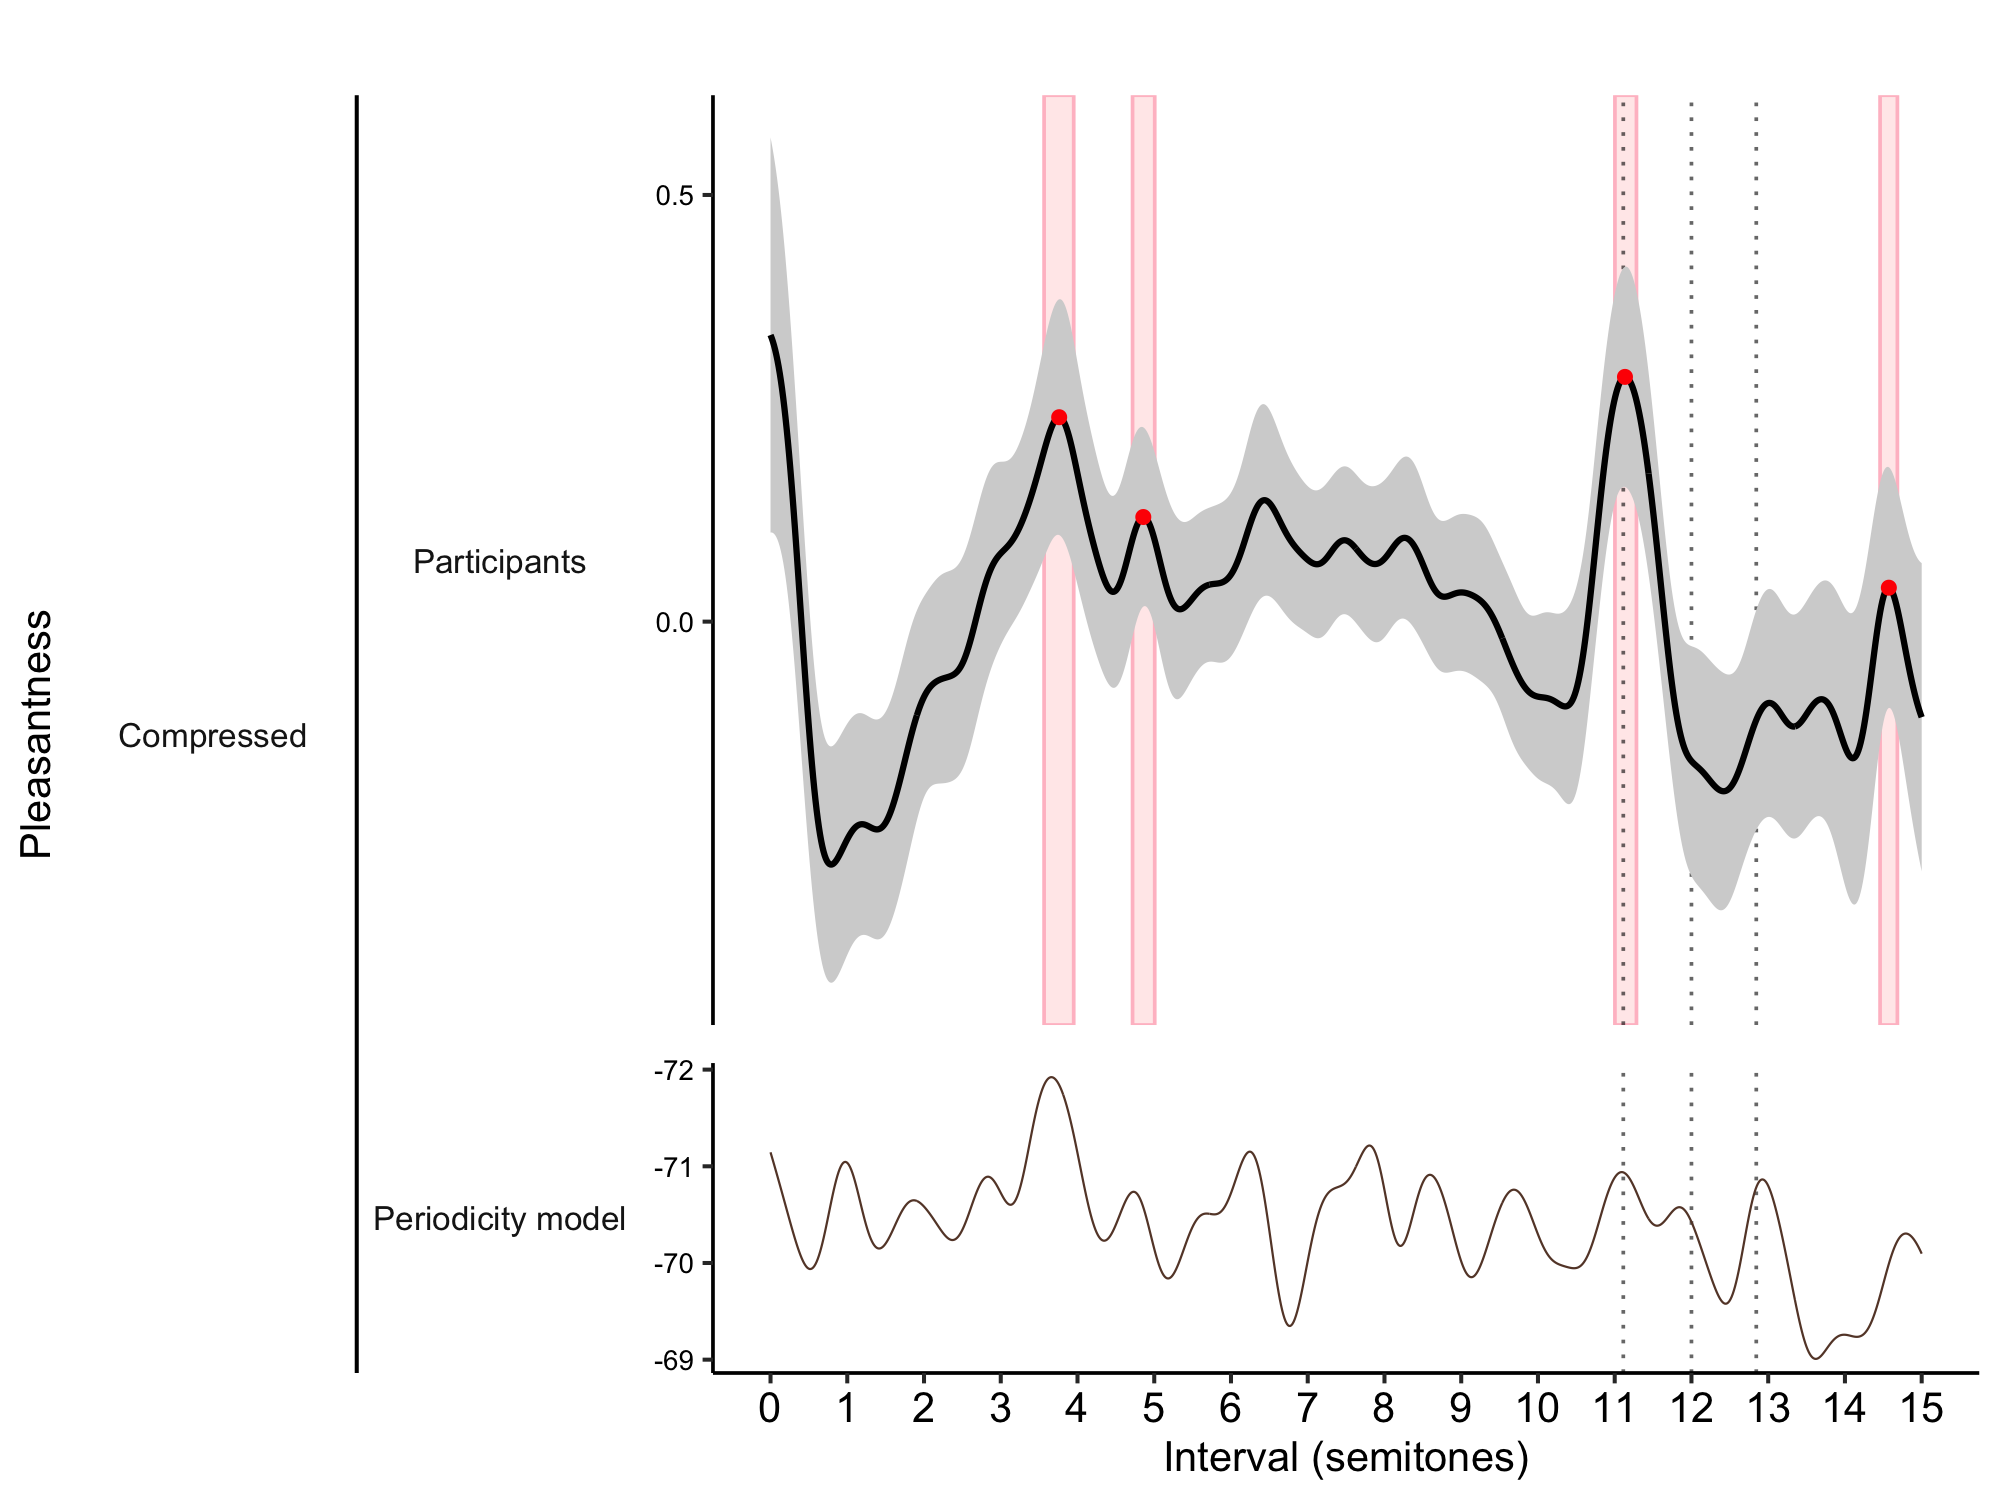 Pleasantness
Compressed
Participants
0.5
0.0
Periodicity model
-72
-71
-70
-69
0 1 2 3 4 5 6 7 8 9 10 11 12 13 14 15
Interval (semitones)